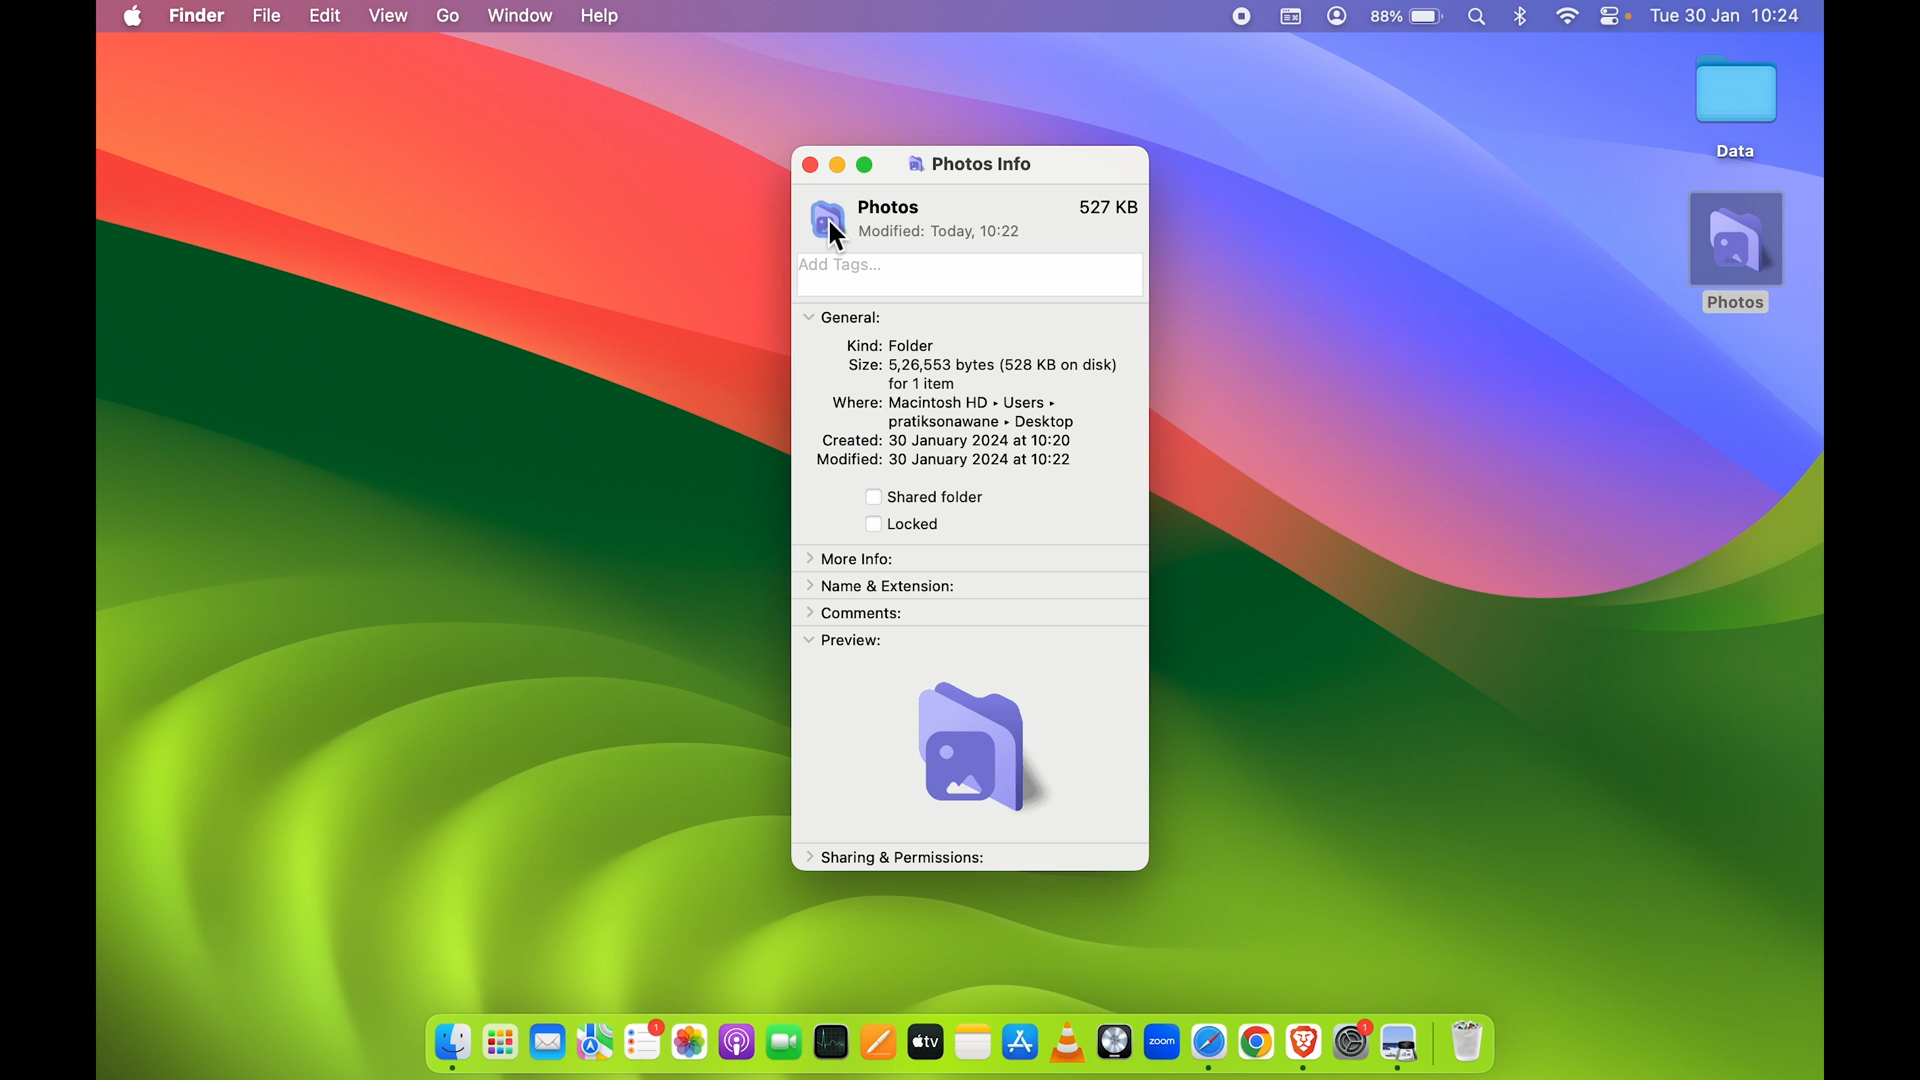 Finder File Edit View Go Window Help 88% Tue 30 Jan 10:24
Data
Photos
Photos Info
Photos 527 KB
Modified: Today, 10:22
Add Tags...
General:
Kind: Folder
Size: 5,26,553 bytes (528 KB on disk)
for 1 item
Where: Macintosh HD ▸ Users ▸
pratiksonawane ▸ Desktop
Created: 30 January 2024 at 10:20
Modified: 30 January 2024 at 10:22
Shared folder
Locked
More Info:
Name & Extension:
Comments:
Preview:
Sharing & Permissions:
1 tv zoom 1